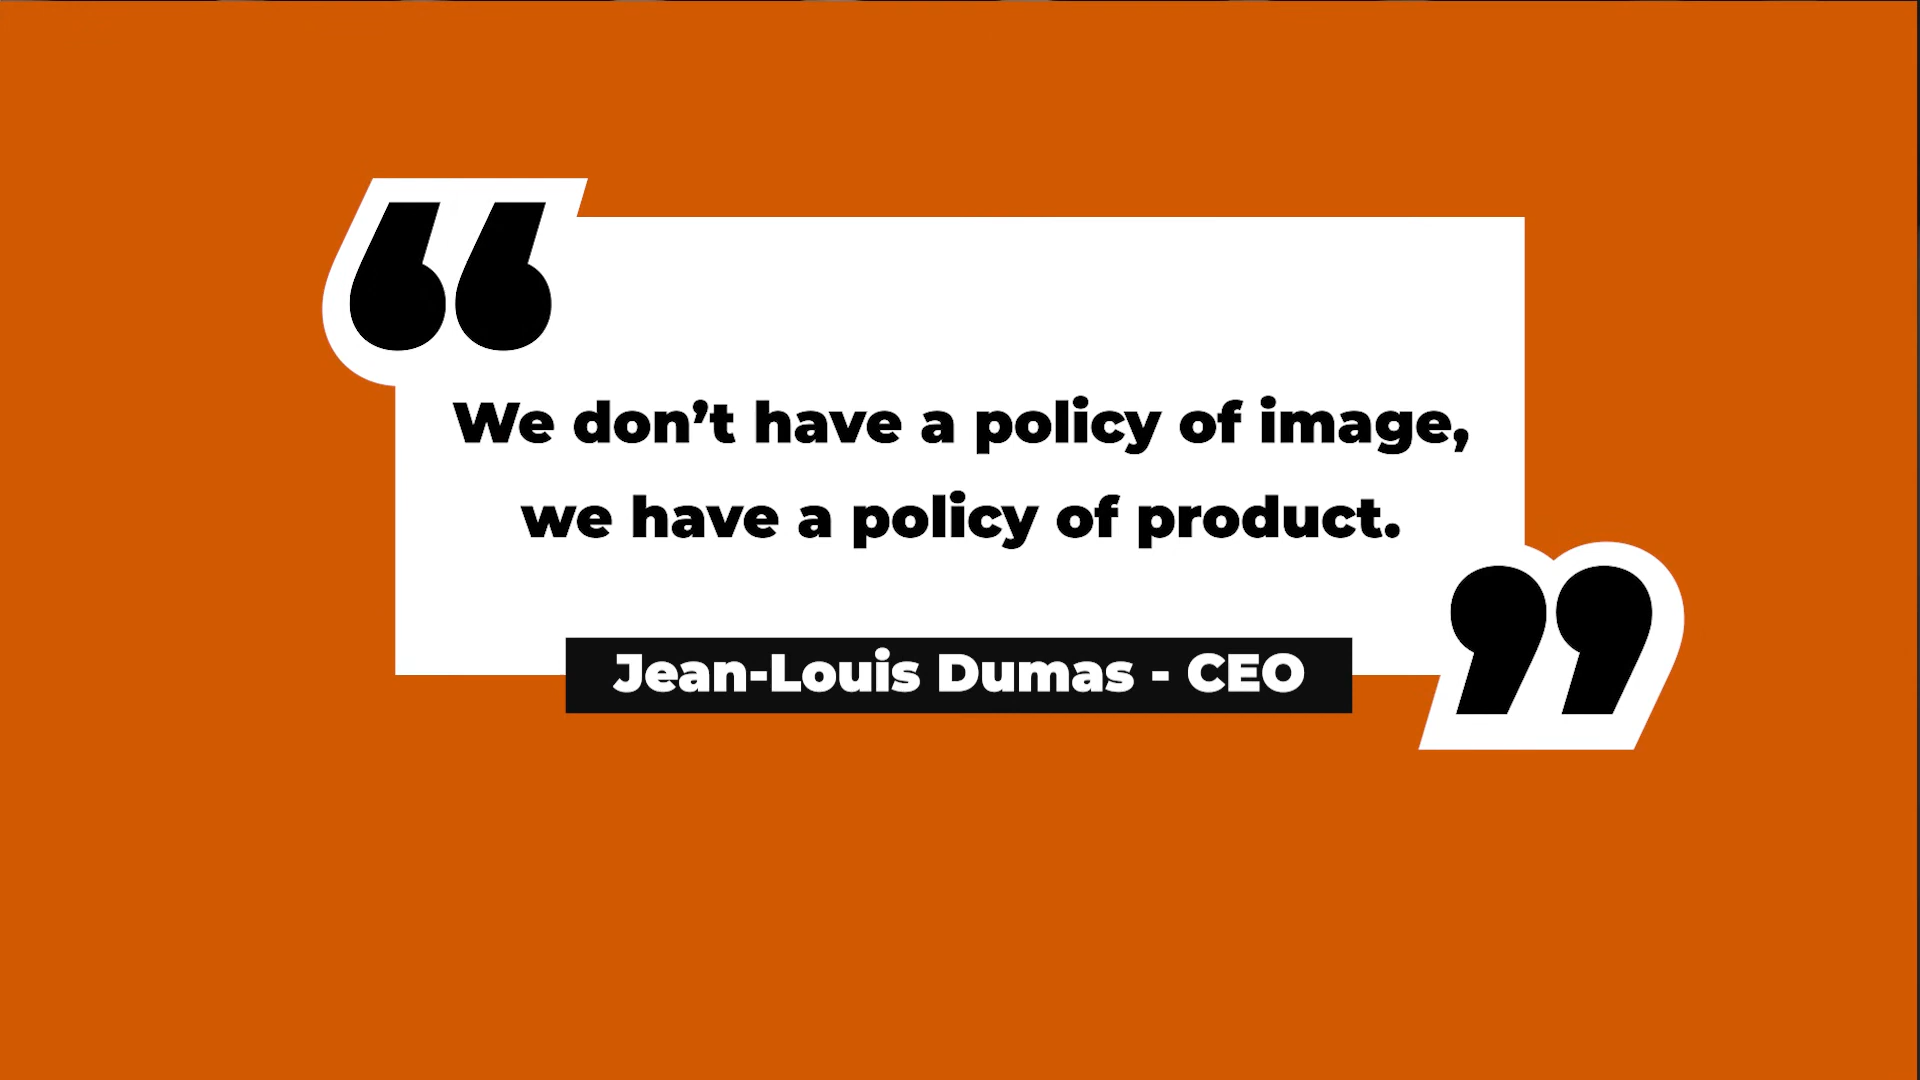 “
We don’t have a policy of image,
we have a policy of product.
”
Jean-Louis Dumas - CEO